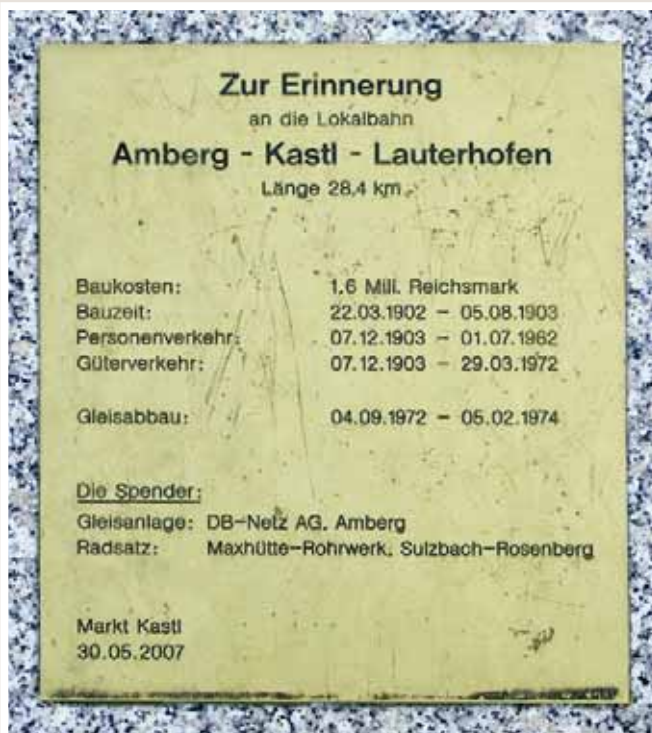 Zur Erinnerung
an die Lokalbahn
Amberg - Kastl - Lauterhofen
Länge 28,4 km
Baukosten: 1,6 Mill. Reichsmark
Bauzeit: 22.03.1902 - 05.08.1903
Personenverkehr: 07.12.1903 - 01.07.1962
Güterverkehr: 07.12.1903 - 29.03.1972
Gleisabbau: 04.09.1972 - 05.02.1974
Die Spender:
Gleisanlage: DB-Netz AG, Amberg
Radsatz: Maxhütte-Rohrwerk, Sulzbach-Rosenberg
Markt Kastl
30.05.2007